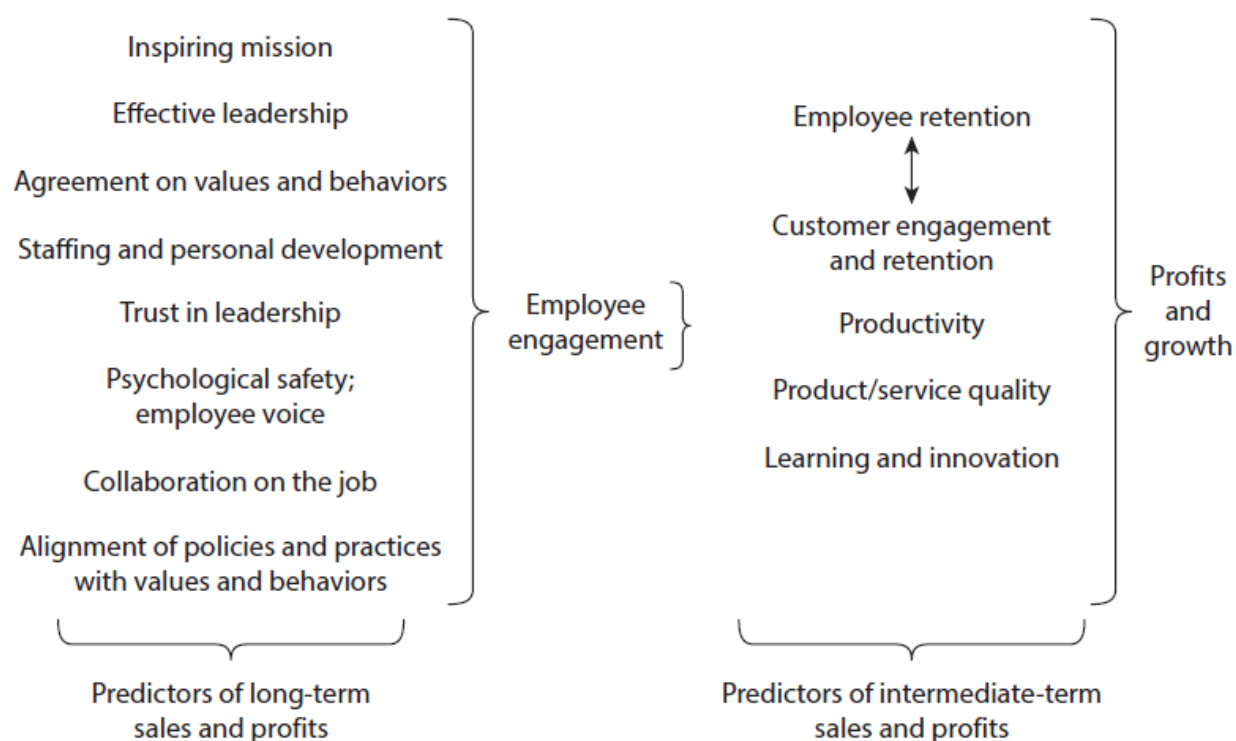 Inspiring mission
Effective leadership
Agreement on values and behaviors
Staffing and personal development
Trust in leadership
Psychological safety;
employee voice
Collaboration on the job
Alignment of policies and practices
with values and behaviors
Predictors of long-term
sales and profits
Employee
engagement
Employee retention
Customer engagement
and retention
Productivity
Product/service quality
Learning and innovation
Predictors of intermediate-term
sales and profits
Profits
and
growth